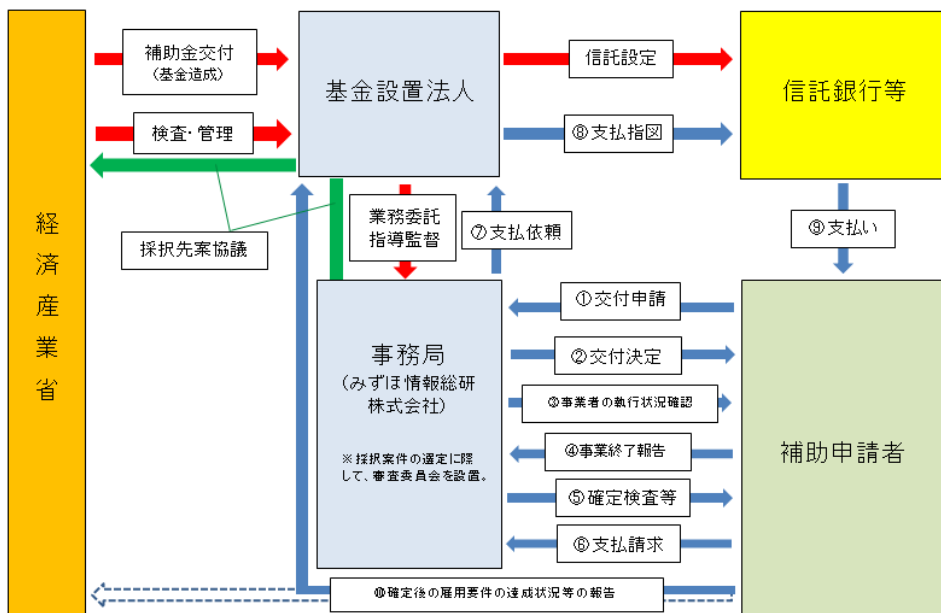 経
済
産
業
省
補助金交付
(基金造成)
検査・管理
採択先案協議
基金設置法人
信託設定
⑧支払指図
信託銀行等
業務委託
指導監督
⑦支払依頼
⑨支払い
事務局
(みずほ情報総研
株式会社)
※採択案件の選定に際
して、審査委員会を設置。
①交付申請
②交付決定
③事業者の執行状況確認
④事業終了報告
⑤確定検査等
⑥支払請求
補助申請者
⑩確定後の雇用要件の達成状況等の報告